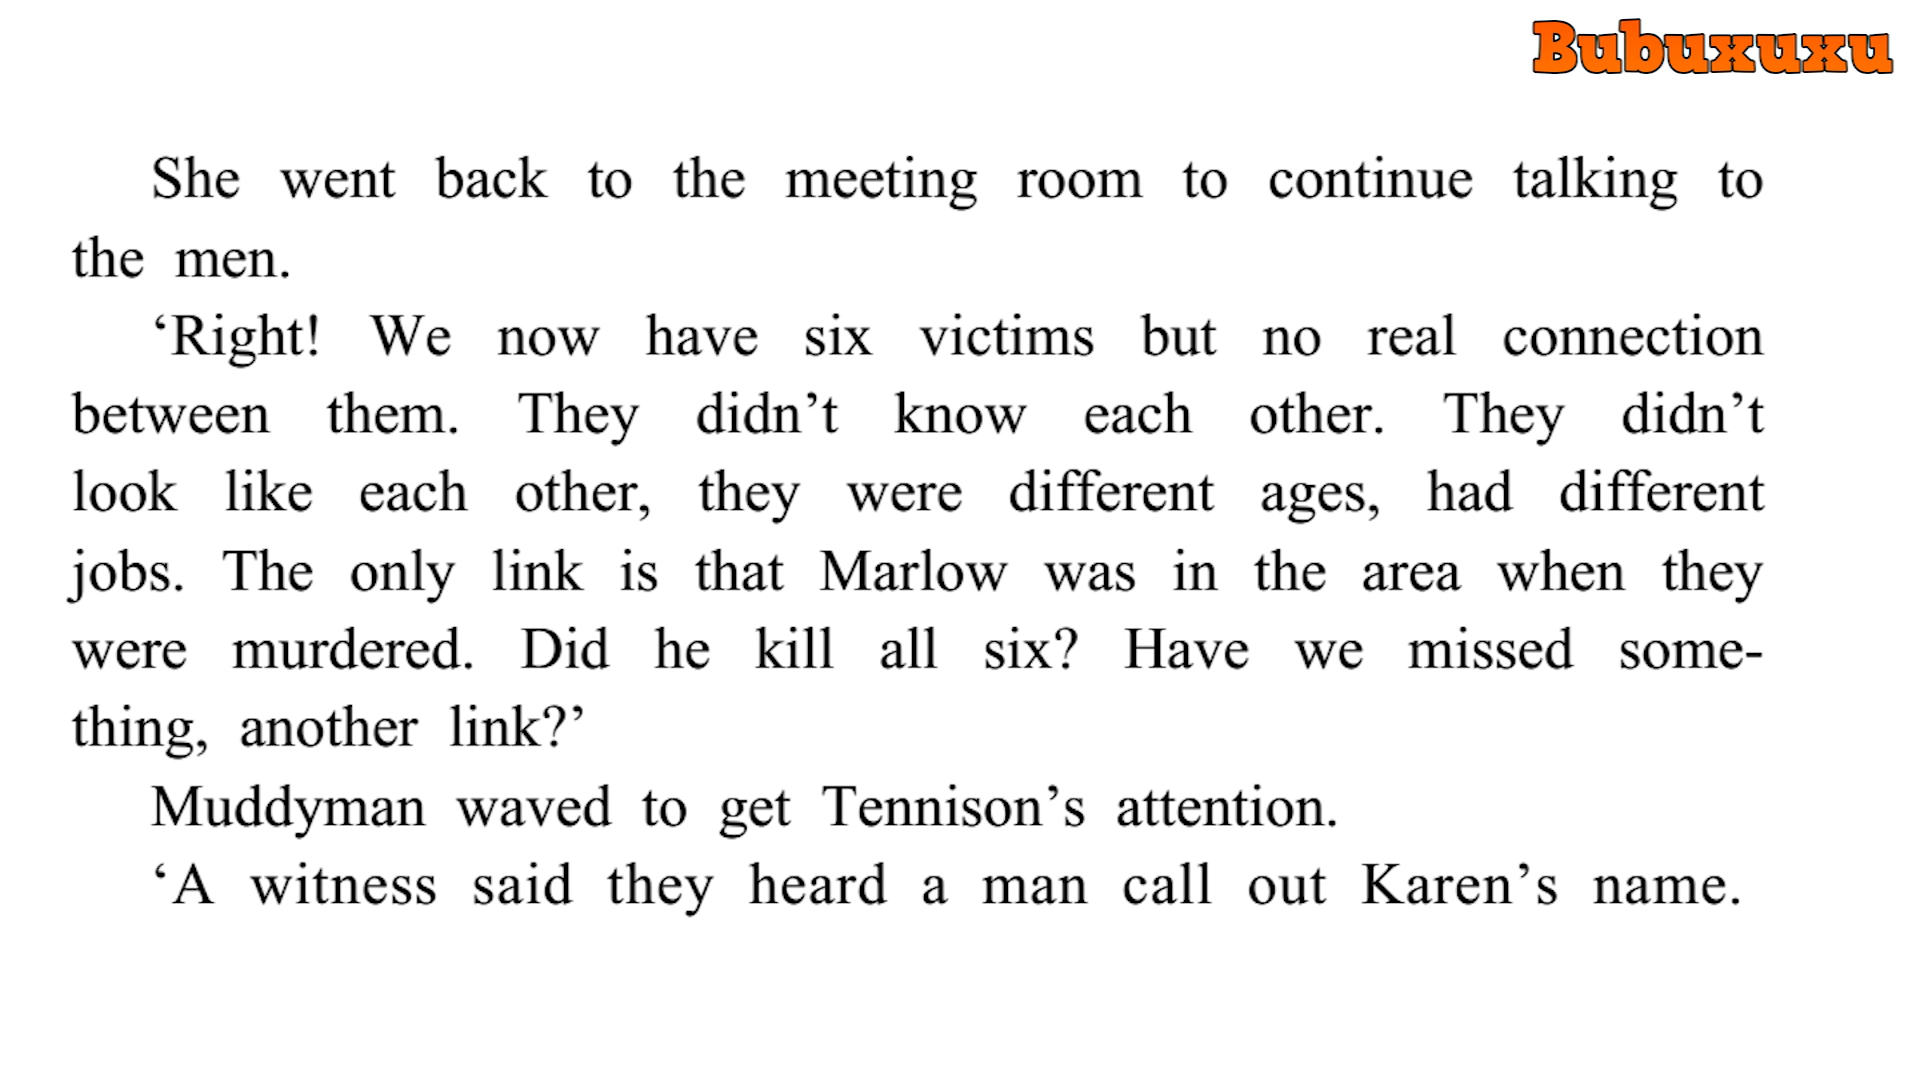 Bubuxuxu
She went back to the meeting room to continue talking to
the men.
‘Right! We now have six victims but no real connection
between them. They didn’t know each other. They didn’t
look like each other, they were different ages, had different
jobs. The only link is that Marlow was in the area when they
were murdered. Did he kill all six? Have we missed some-
thing, another link?’
Muddyman waved to get Tennison’s attention.
‘A witness said they heard a man call out Karen’s name.